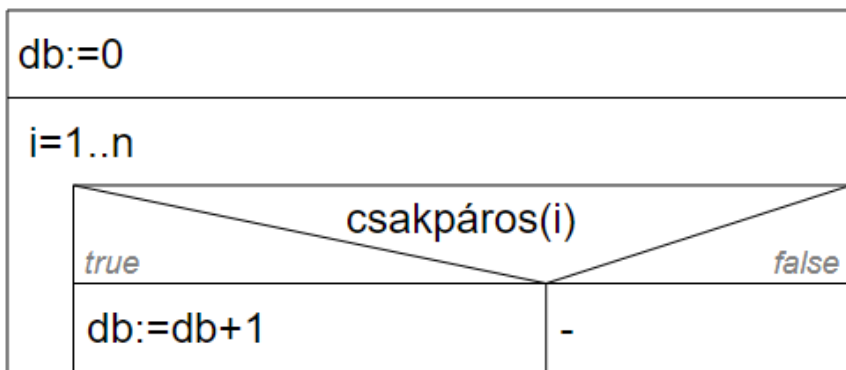 db:=0
i=1..n
csakpáros(i)
true
false
db:=db+1
-